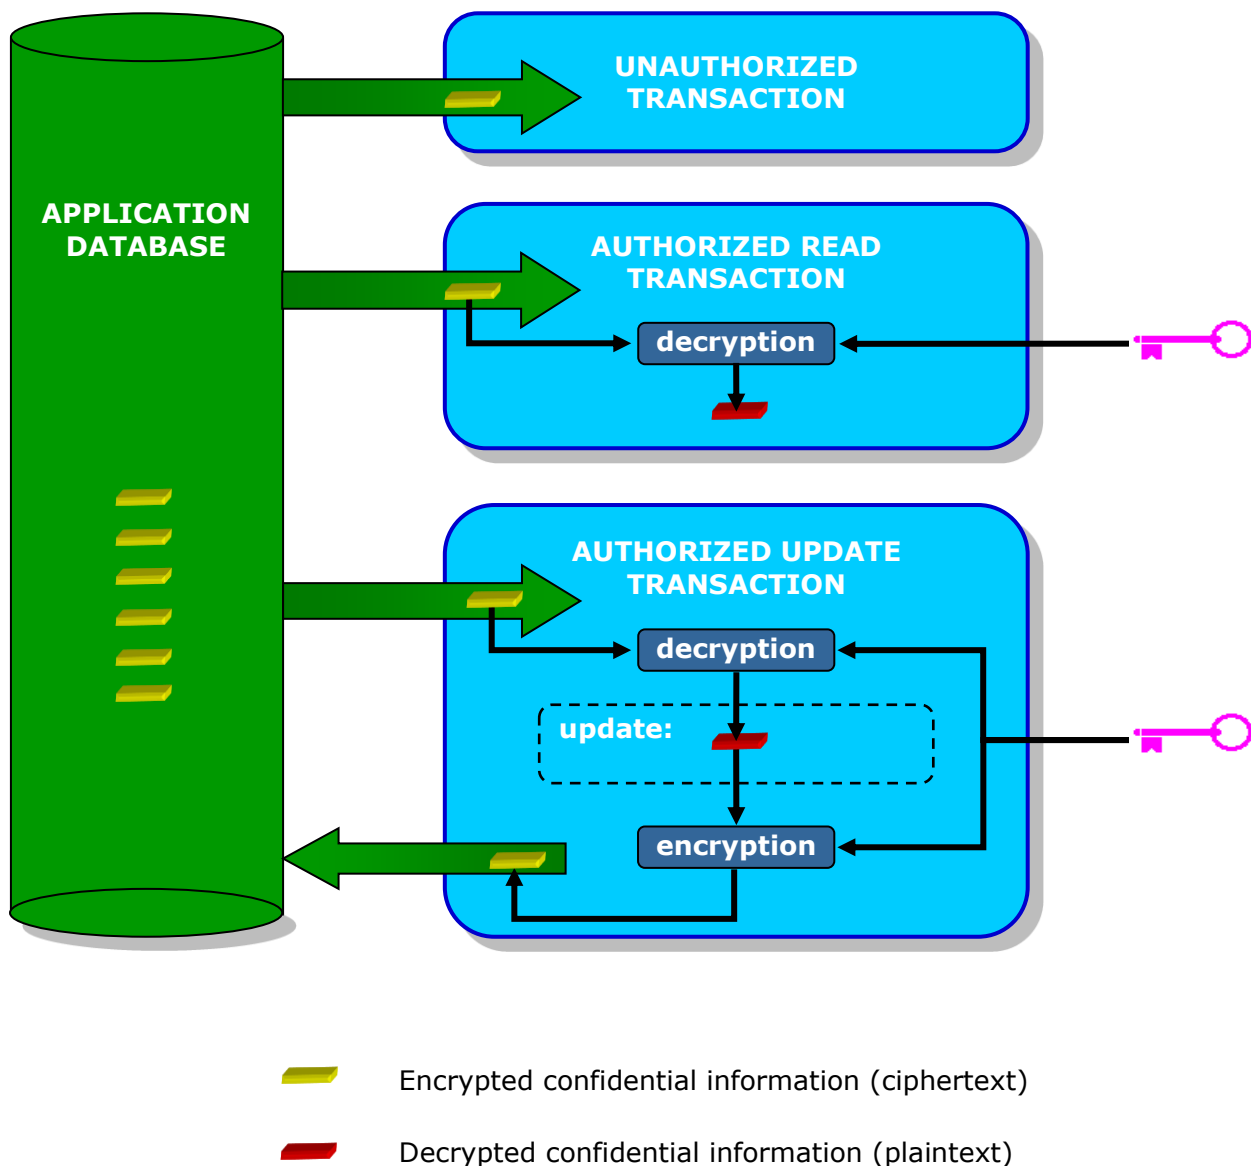 UNAUTHORIZED
TRANSACTION
APPLICATION
DATABASE
AUTHORIZED READ
TRANSACTION
decryption
AUTHORIZED UPDATE
TRANSACTION
decryption
update:
encryption
Encrypted confidential information (ciphertext)
Decrypted confidential information (plaintext)